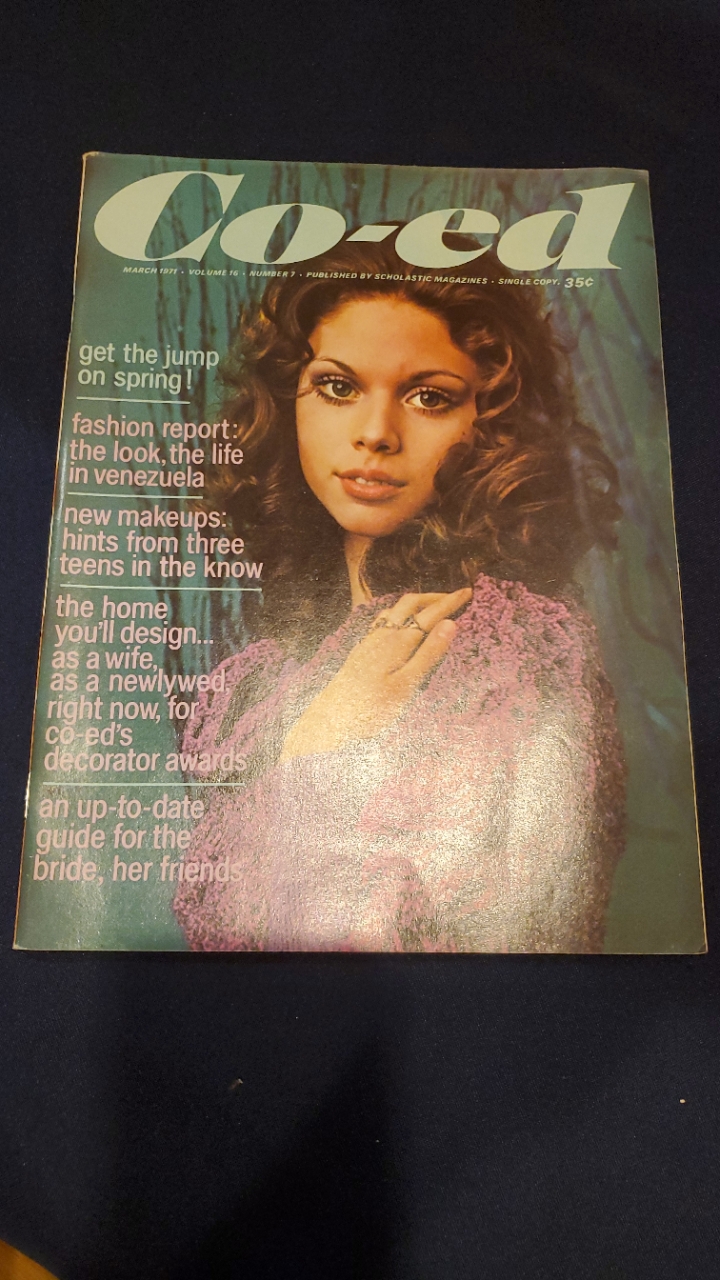 Co-ed
MARCH 1971 • VOLUME 16 • NUMBER 7 • PUBLISHED BY SCHOLASTIC MAGAZINES • SINGLE COPY, 35¢
get the jump
on spring!
fashion report:
the look, the life
in venezuela
new makeups:
hints from three
teens in the know
the home
you'll design...
as a wife,
as a newlywed,
right now, for
co-ed's
decorator awards
an up-to-date
guide for the
bride, her friends